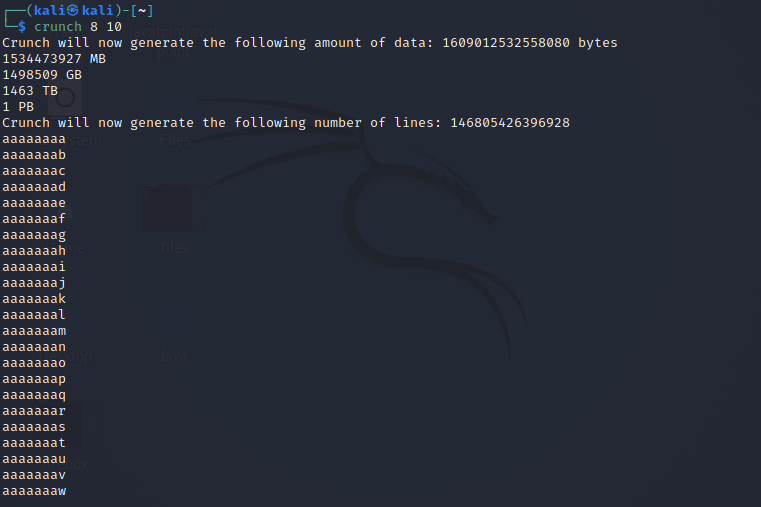 ┌──(kali㉿kali)-[~]
└─$ crunch 8 10
Crunch will now generate the following amount of data: 1609012532558080 bytes
1534473927 MB
1498509 GB
1463 TB
1 PB
Crunch will now generate the following number of lines: 146805426396928
aaaaaaaa
aaaaaaab
aaaaaaac
aaaaaaad
aaaaaaae
aaaaaaaf
aaaaaaag
aaaaaaah
aaaaaaai
aaaaaaaj
aaaaaaak
aaaaaaal
aaaaaaam
aaaaaaan
aaaaaaao
aaaaaaap
aaaaaaaq
aaaaaaar
aaaaaaas
aaaaaaat
aaaaaaau
aaaaaaav
aaaaaaaw
Files
files
Java